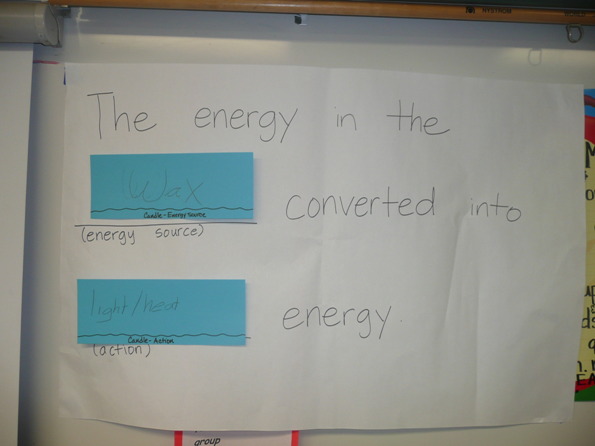 NYSTROM
The energy in the
Wax
Candle - Energy Source
(energy source)
converted into
light/heat
Candle - Action
(action)
energy.
group